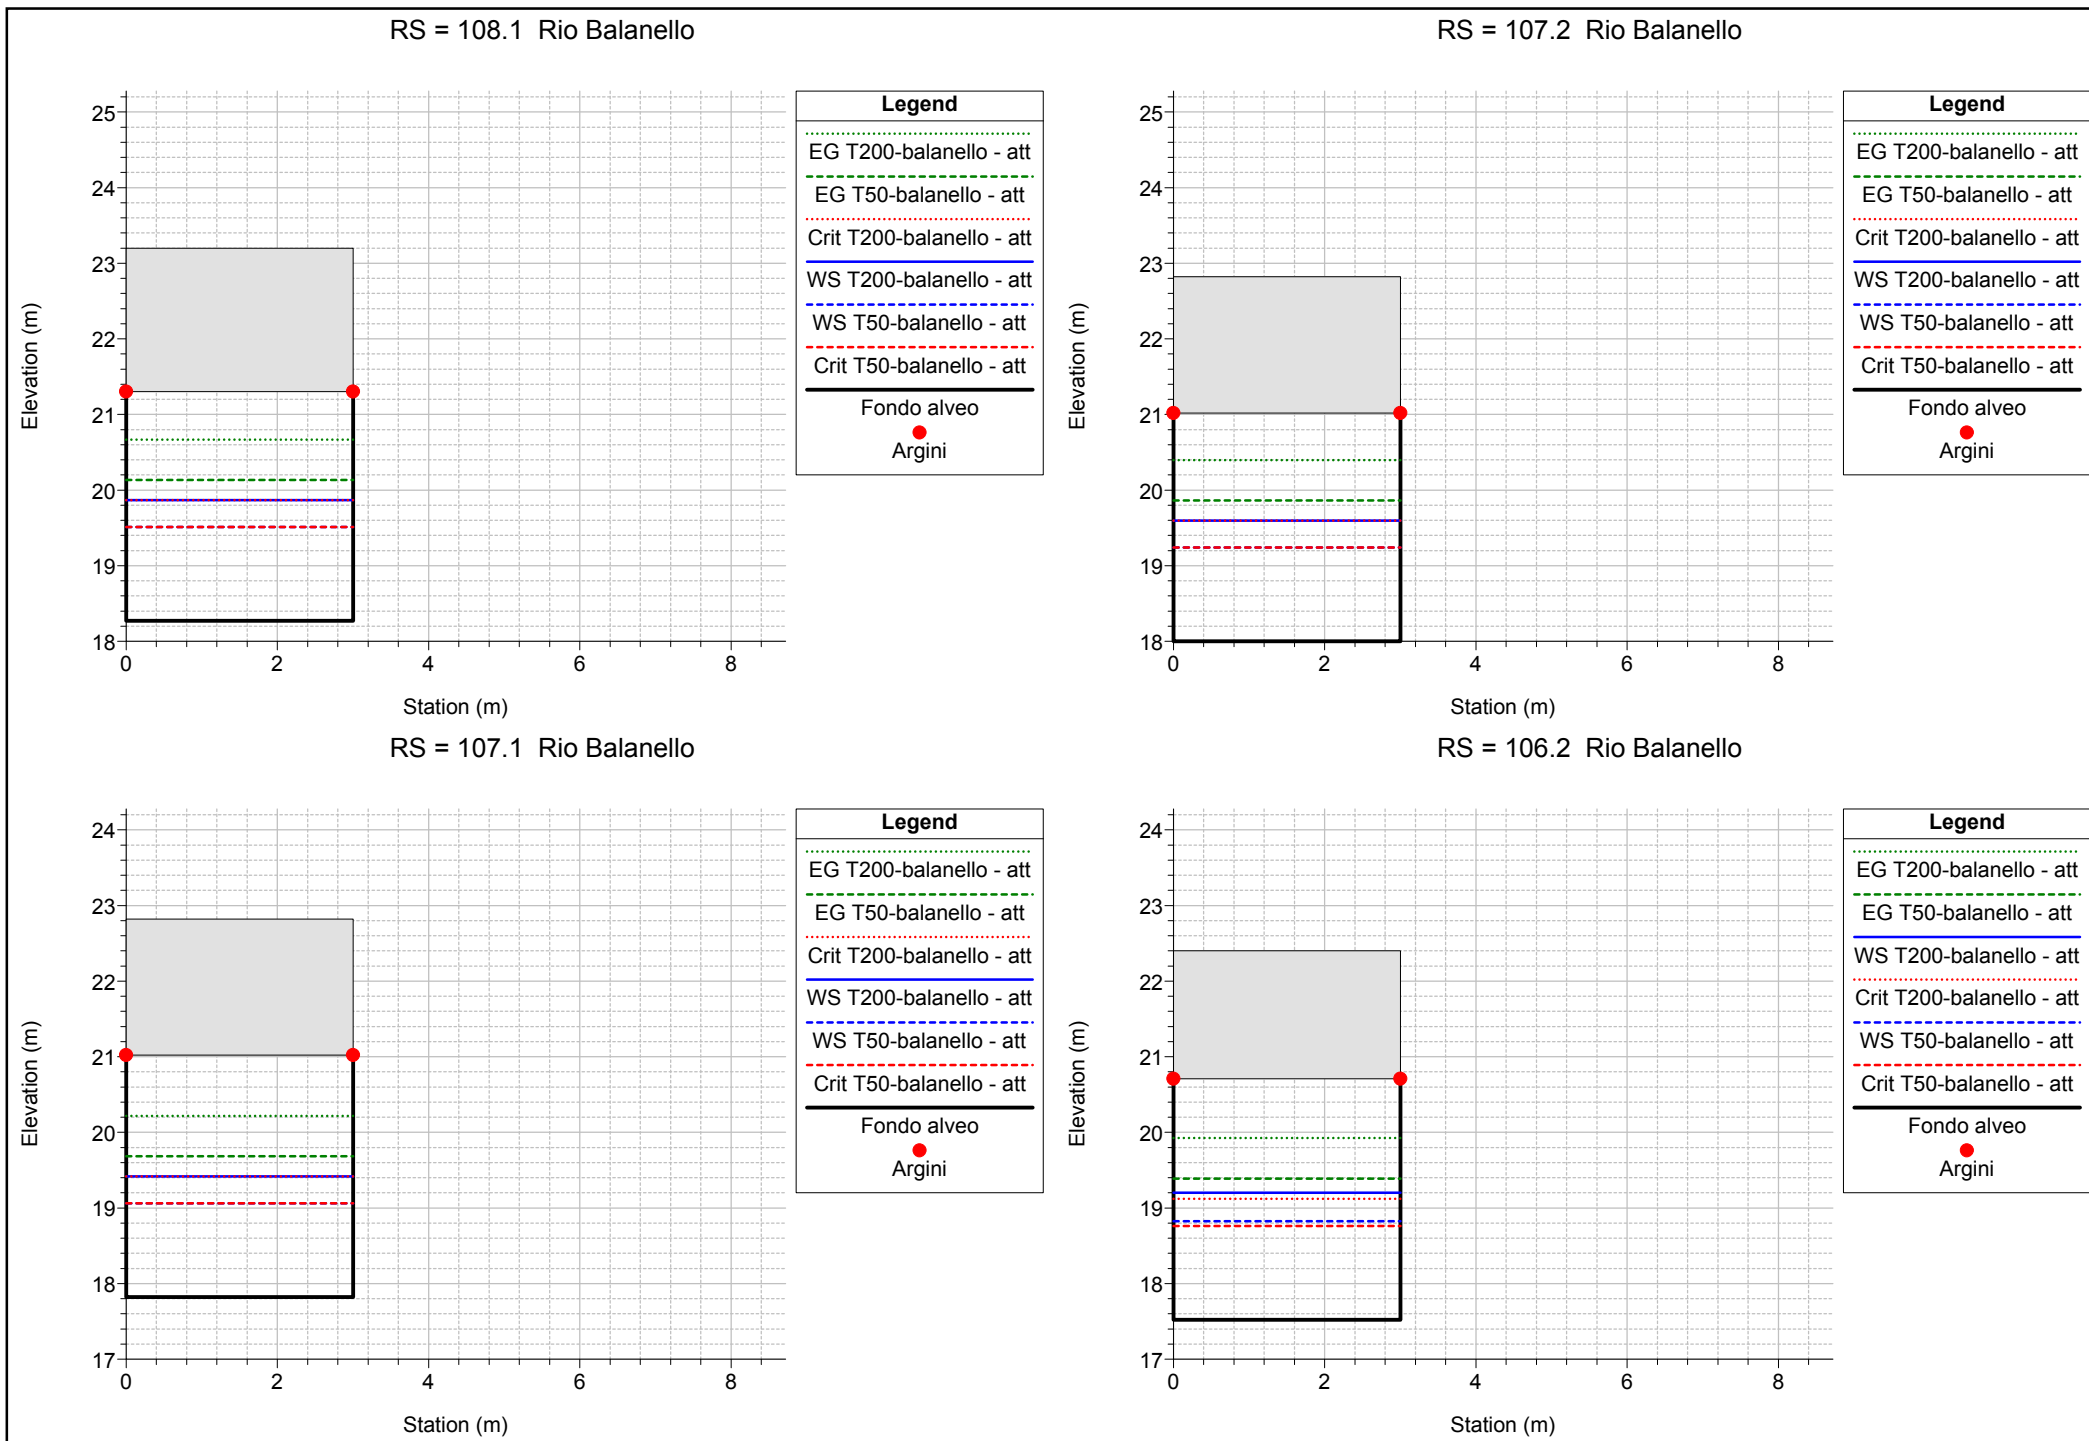 RS = 108.1 Rio Balanello
25
24
23
22
21
20
19
18
0 2 4 6 8
Elevation (m)
Station (m)
Legend
EG T200-balanello - att
EG T50-balanello - att
Crit T200-balanello - att
WS T200-balanello - att
WS T50-balanello - att
Crit T50-balanello - att
Fondo alveo
Argini
RS = 107.2 Rio Balanello
25
24
23
22
21
20
19
18
0 2 4 6 8
Elevation (m)
Station (m)
Legend
EG T200-balanello - att
EG T50-balanello - att
Crit T200-balanello - att
WS T200-balanello - att
WS T50-balanello - att
Crit T50-balanello - att
Fondo alveo
Argini
RS = 107.1 Rio Balanello
24
23
22
21
20
19
18
17
0 2 4 6 8
Elevation (m)
Station (m)
Legend
EG T200-balanello - att
EG T50-balanello - att
Crit T200-balanello - att
WS T200-balanello - att
WS T50-balanello - att
Crit T50-balanello - att
Fondo alveo
Argini
RS = 106.2 Rio Balanello
24
23
22
21
20
19
18
17
0 2 4 6 8
Elevation (m)
Station (m)
Legend
EG T200-balanello - att
EG T50-balanello - att
WS T200-balanello - att
Crit T200-balanello - att
WS T50-balanello - att
Crit T50-balanello - att
Fondo alveo
Argini